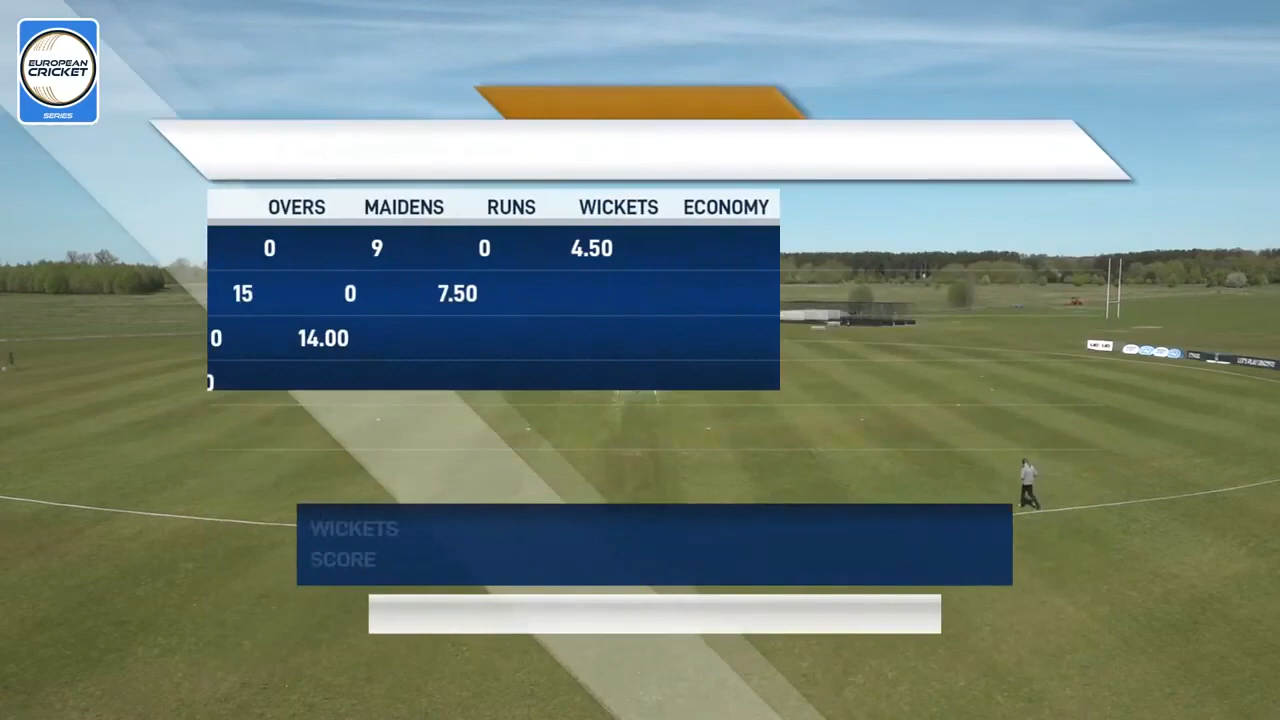 EUROPEAN
CRICKET
SERIES
OVERS MAIDENS RUNS WICKETS ECONOMY
0 9 0 4.50
15 0 7.50
0 14.00
0
WICKETS
SCORE